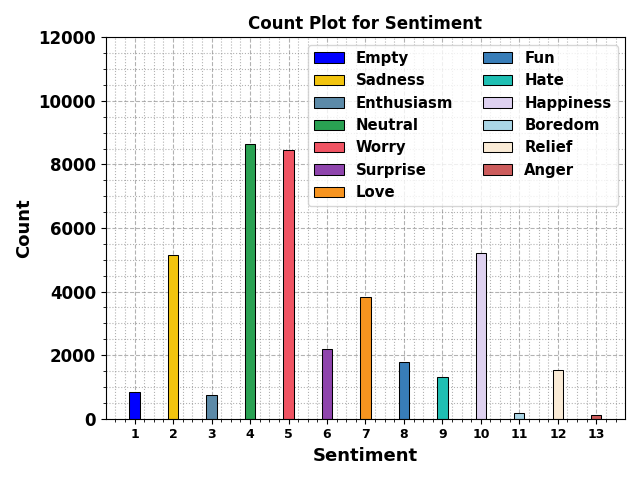 Count Plot for Sentiment
Count
12000
10000
8000
6000
4000
2000
0
Empty
Sadness
Enthusiasm
Neutral
Worry
Surprise
Love
Fun
Hate
Happiness
Boredom
Relief
Anger
1 2 3 4 5 6 7 8 9 10 11 12 13
Sentiment